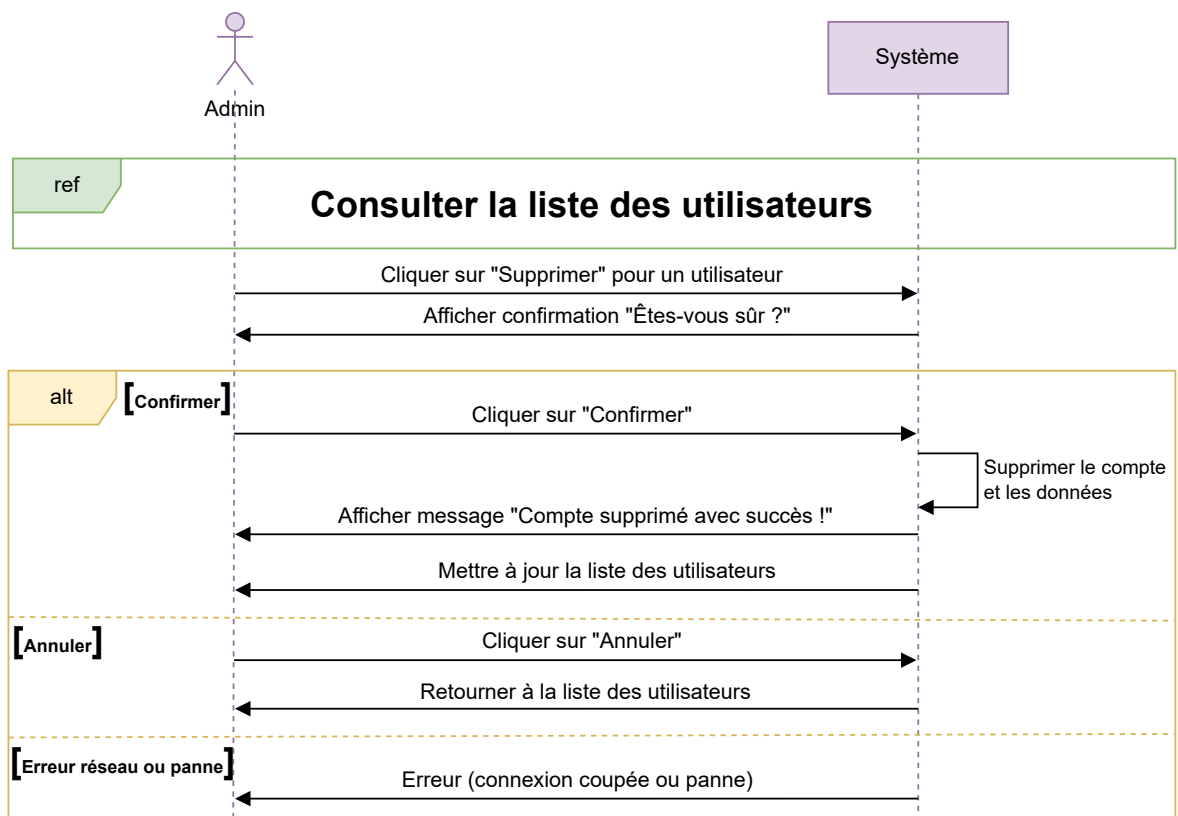 Admin
Système
ref
Consulter la liste des utilisateurs
Cliquer sur "Supprimer" pour un utilisateur
Afficher confirmation "Êtes-vous sûr ?"
alt
[Confirmer]
Cliquer sur "Confirmer"
Supprimer le compte
et les données
Afficher message "Compte supprimé avec succès !"
Mettre à jour la liste des utilisateurs
[Annuler]
Cliquer sur "Annuler"
Retourner à la liste des utilisateurs
[Erreur réseau ou panne]
Erreur (connexion coupée ou panne)